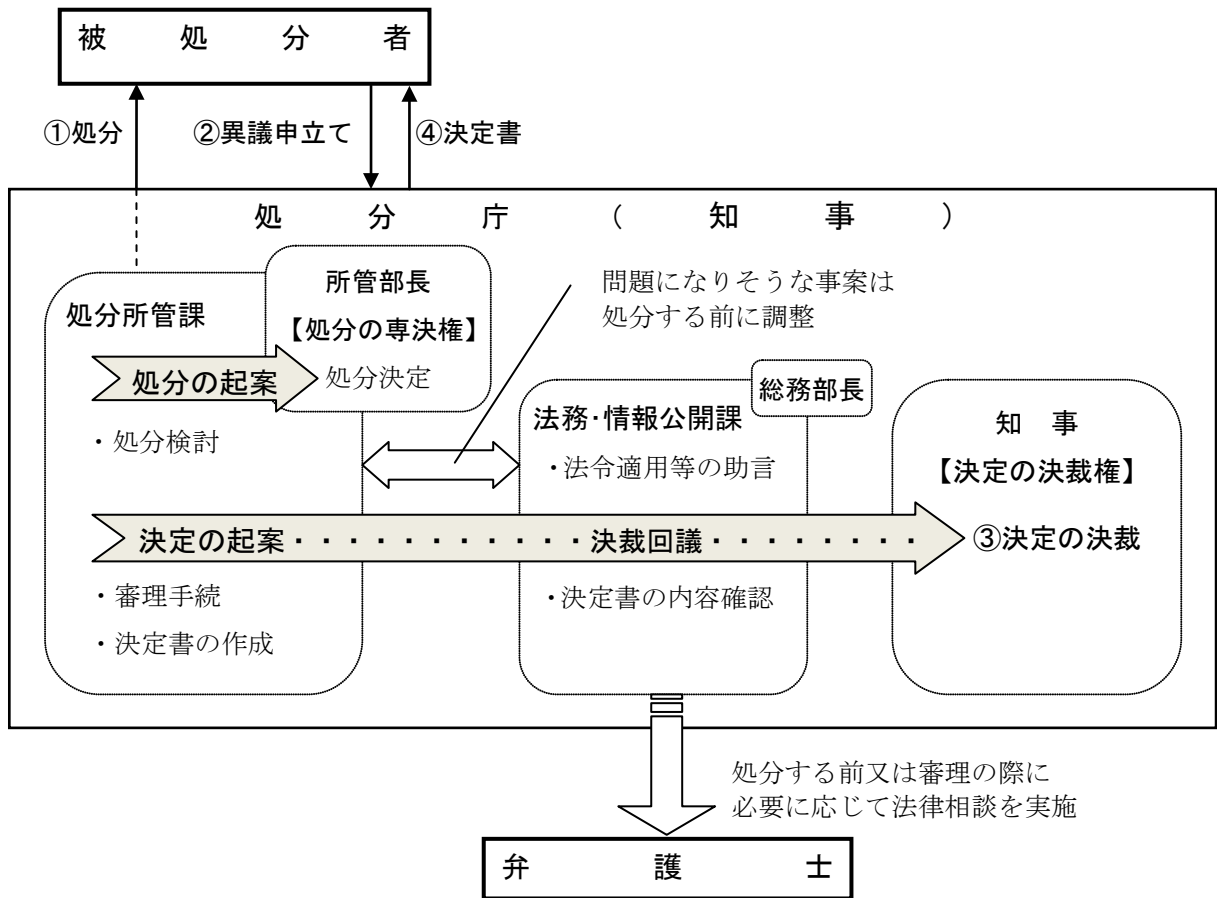 被処分者
①処分
②異議申立て
④決定書
処分庁（知事）
所管部長
【処分の専決権】
処分決定
処分所管課
処分の起案
・処分検討
問題になりそうな事案は
処分する前に調整
総務部長
法務・情報公開課
・法令適用等の助言
知事
【決定の決裁権】
決定の起案・・・・・・・・・・・決裁回議・・・・・・・・
③決定の決裁
・審理手続
・決定書の作成
・決定書の内容確認
処分する前又は審理の際に
必要に応じて法律相談を実施
弁護士